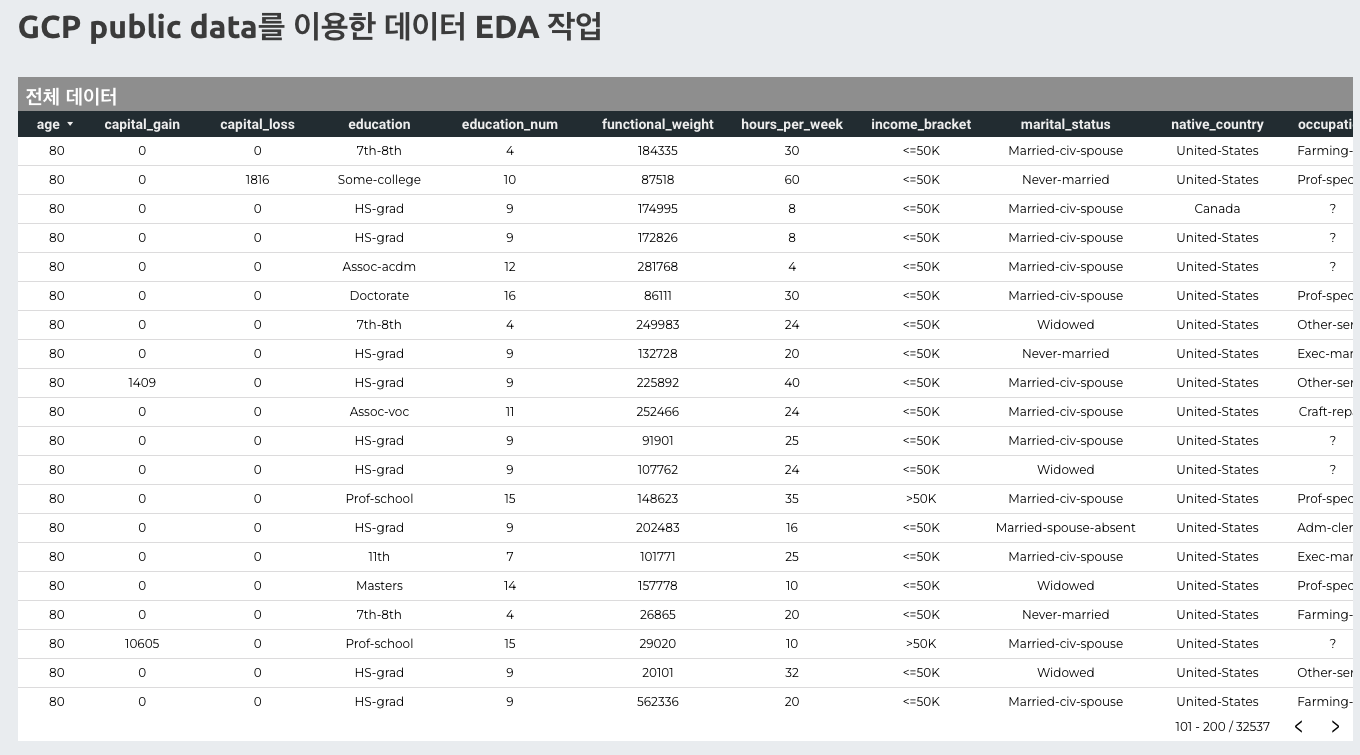 GCP public data를 이용한 데이터 EDA 작업
전체 데이터
age capital_gain capital_loss education education_num functional_weight hours_per_week income_bracket marital_status native_country occupati
80 0 0 7th-8th 4 184335 30 <=50K Married-civ-spouse United-States Farming-
80 0 1816 Some-college 10 87518 60 <=50K Never-married United-States Prof-spec
80 0 0 HS-grad 9 174995 8 <=50K Married-civ-spouse Canada ?
80 0 0 HS-grad 9 172826 8 <=50K Married-civ-spouse United-States ?
80 0 0 Assoc-acdm 12 281768 4 <=50K Married-civ-spouse United-States ?
80 0 0 Doctorate 16 86111 30 <=50K Married-civ-spouse United-States Prof-spec
80 0 0 7th-8th 4 249983 24 <=50K Widowed United-States Other-ser
80 0 0 HS-grad 9 132728 20 <=50K Never-married United-States Exec-mar
80 1409 0 HS-grad 9 225892 40 <=50K Married-civ-spouse United-States Other-ser
80 0 0 Assoc-voc 11 252466 24 <=50K Married-civ-spouse United-States Craft-rep
80 0 0 HS-grad 9 91901 25 <=50K Married-civ-spouse United-States ?
80 0 0 HS-grad 9 107762 24 <=50K Widowed United-States ?
80 0 0 Prof-school 15 148623 35 >50K Married-civ-spouse United-States Prof-spec
80 0 0 HS-grad 9 202483 16 <=50K Married-spouse-absent United-States Adm-cler
80 0 0 11th 7 101771 25 <=50K Married-civ-spouse United-States Exec-mar
80 0 0 Masters 14 157778 10 <=50K Widowed United-States Prof-spec
80 0 0 7th-8th 4 26865 20 <=50K Never-married United-States Farming-
80 10605 0 Prof-school 15 29020 10 >50K Married-civ-spouse United-States ?
80 0 0 HS-grad 9 20101 32 <=50K Widowed United-States Other-ser
80 0 0 HS-grad 9 562336 20 <=50K Married-civ-spouse United-States Farming-
101 - 200 / 32537